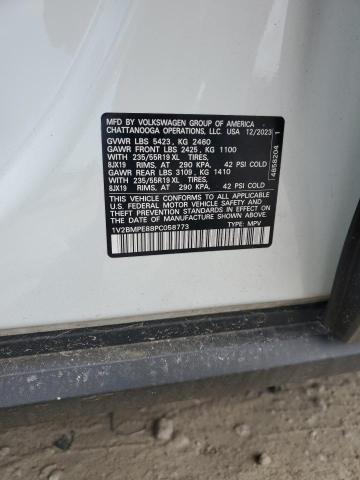 MFD BY VOLKSWAGEN GROUP OF AMERICA
CHATTANOOGA OPERATIONS, LLC. USA 12/2023
GVWR LBS 5423, KG 2460
GAWR FRONT LBS 2425, KG 1100
WITH 235/55R19 XL TIRES,
8JX19 RIMS, AT 290 KPA, 42 PSI COLD
GAWR REAR LBS 3109, KG 1410
WITH 235/55R19 XL TIRES,
8JX19 RIMS, AT 290 KPA, 42 PSI COLD
THIS VEHICLE CONFORMS TO ALL APPLICABLE
U.S. FEDERAL MOTOR VEHICLE SAFETY AND
THEFT PREVENTION STANDARDS IN EFFECT ON THE
DATE OF MANUFACTURE SHOWN ABOVE.
1V2BMPE88PC058773 TYPE: MPV
4B58204 1